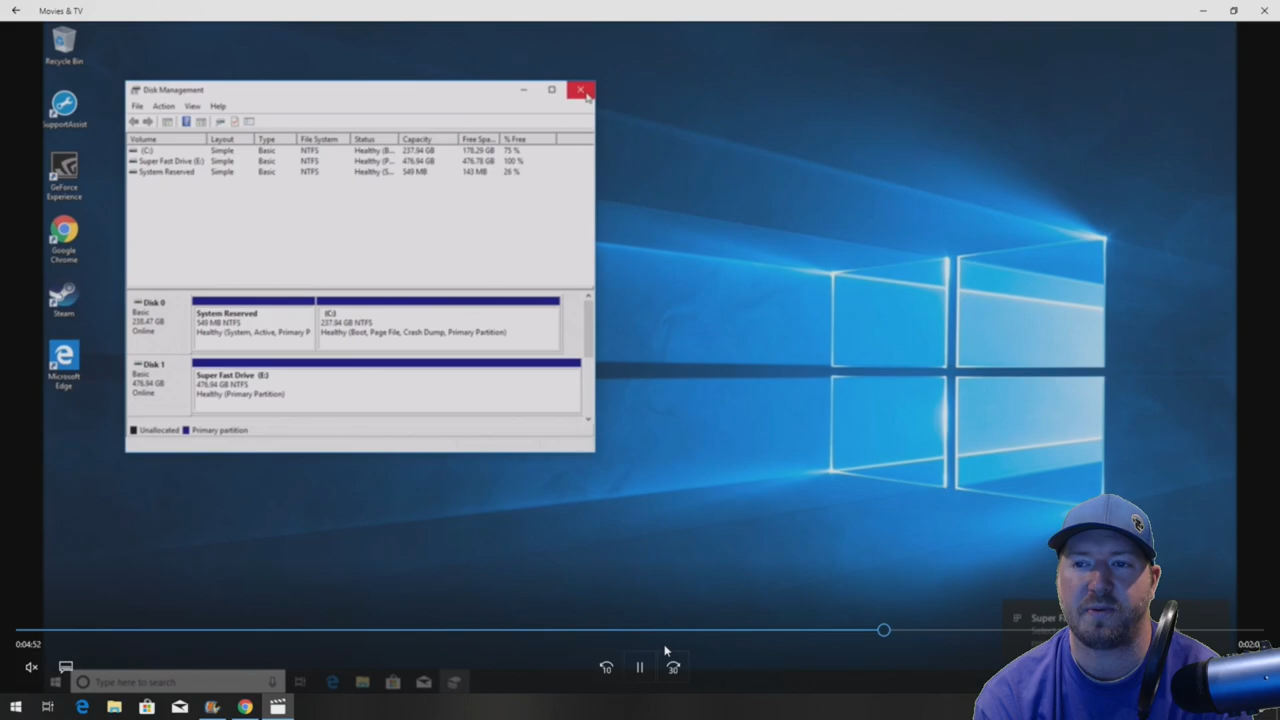 Movies & TV
Recycle Bin
SupportAssist
GeForce
Experience
Google
Chrome
Steam
Microsoft
Edge
Disk Management
File Action View Help
Volume Layout Type File System Status Capacity Free Spa... % Free
(C:) Simple Basic NTFS Healthy (B... 237.94 GB 178.29 GB 75 %
Super Fast Drive (E:) Simple Basic NTFS Healthy (P... 476.94 GB 476.78 GB 100 %
System Reserved Simple Basic NTFS Healthy (S... 549 MB 143 MB 26 %
Disk 0
Basic
238.47 GB
Online
System Reserved
549 MB NTFS
Healthy (System, Active, Primary P
(C:)
237.94 GB NTFS
Healthy (Boot, Page File, Crash Dump, Primary Partition)
Disk 1
Basic
476.94 GB
Online
Super Fast Drive (E:)
476.94 GB NTFS
Healthy (Primary Partition)
Unallocated Primary partition
Super
0:04:52
10
30
Type here to search